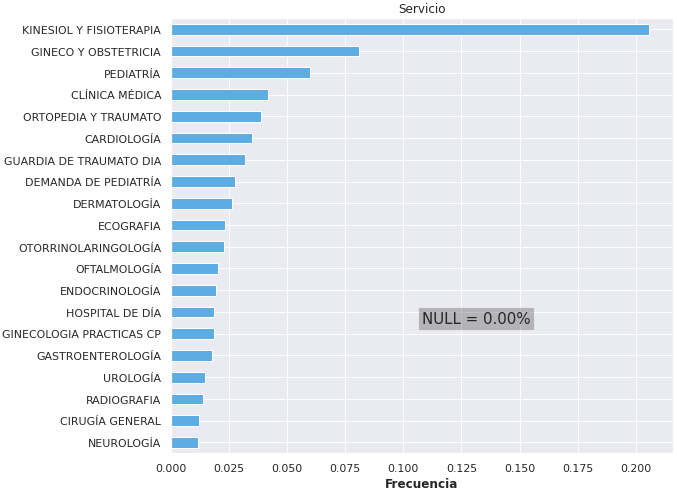 Servicio
KINESIOL Y FISIOTERAPIA
GINECO Y OBSTETRICIA
PEDIATRÍA
CLÍNICA MÉDICA
ORTOPEDIA Y TRAUMATO
CARDIOLOGÍA
GUARDIA DE TRAUMATO DIA
DEMANDA DE PEDIATRÍA
DERMATOLOGÍA
ECOGRAFIA
OTORRINOLARINGOLOGÍA
OFTALMOLOGÍA
ENDOCRINOLOGÍA
HOSPITAL DE DÍA
NULL = 0.00%
GINECOLOGIA PRACTICAS CP
GASTROENTEROLOGÍA
UROLOGÍA
RADIOGRAFIA
CIRUGÍA GENERAL
NEUROLOGÍA
0.000 0.025 0.050 0.075 0.100 0.125 0.150 0.175 0.200
Frecuencia